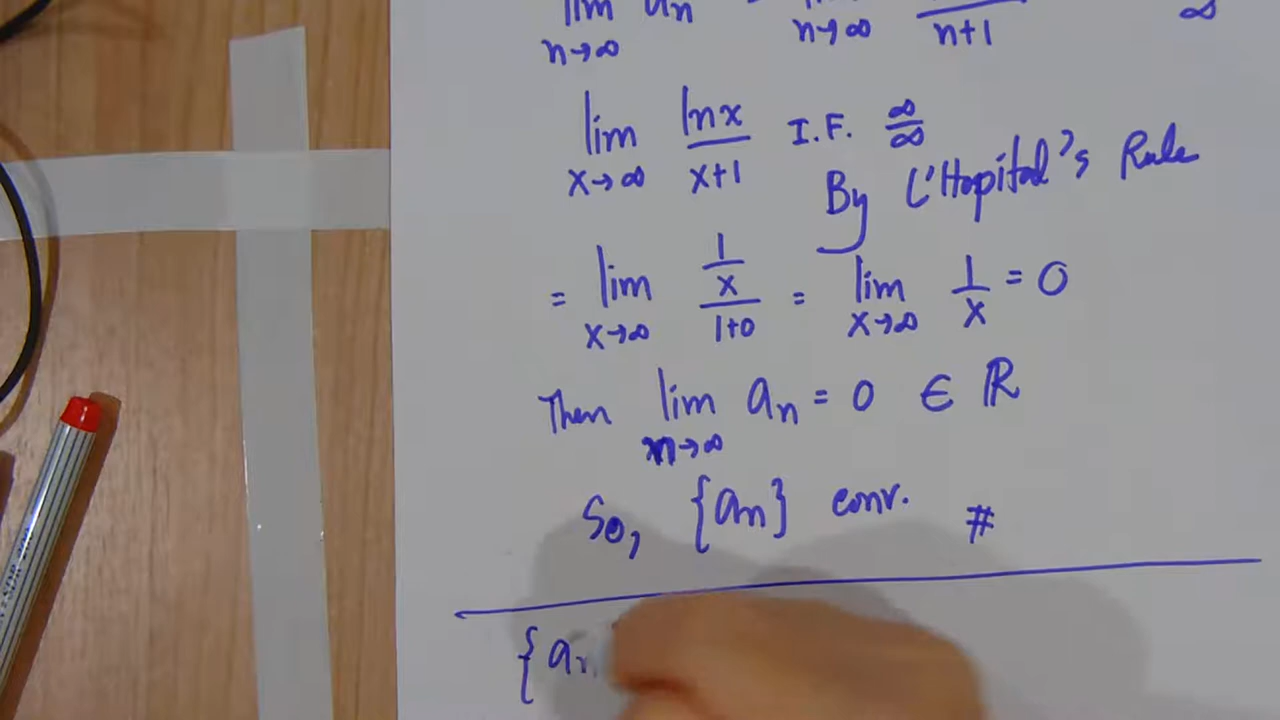 lim an lim
n→∞ n→∞ n+1 ∞
lim lnx I.F. ∞
x→∞ x+1 ∞
By L'Hopital's Rule
= lim 1/x / 1+0 = lim 1/x = 0
x→∞ x→∞
Then lim an = 0 ∈ ℝ
n→∞
So, {an} conv. #
{an